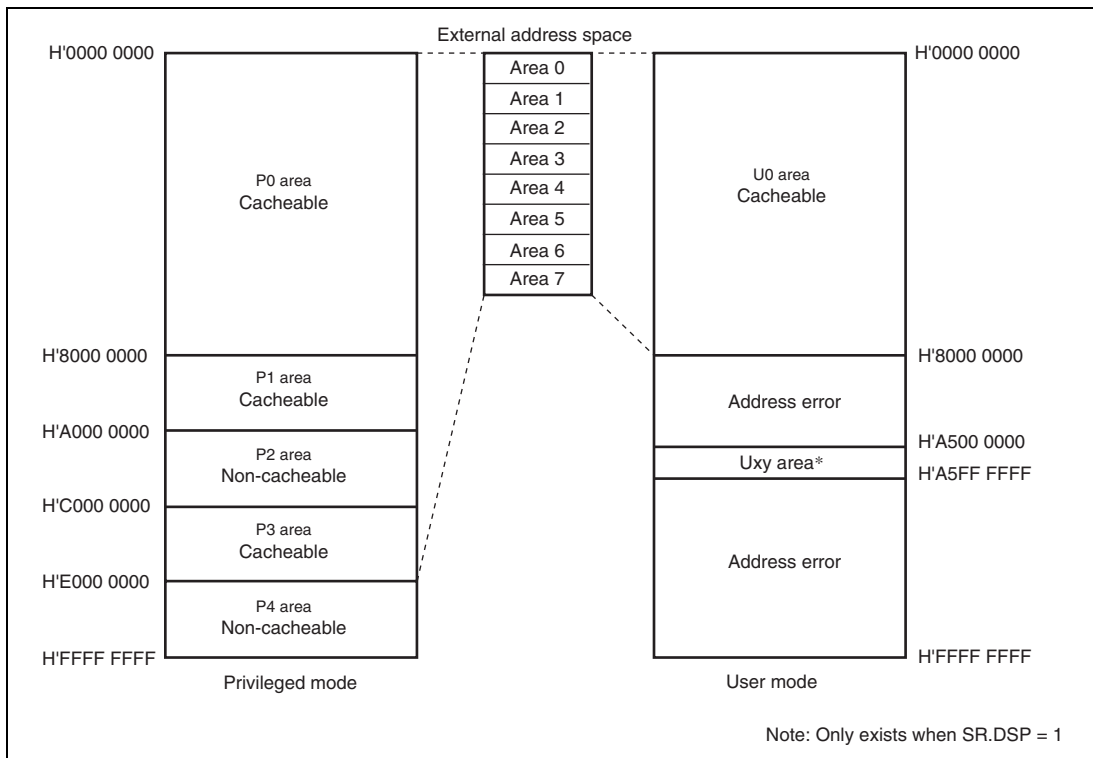 External address space
H'0000 0000
H'0000 0000
Area 0
Area 1
Area 2
Area 3
Area 4
Area 5
Area 6
Area 7
P0 area
Cacheable
U0 area
Cacheable
H'8000 0000
H'8000 0000
P1 area
Cacheable
Address error
H'A000 0000
H'A500 0000
P2 area
Non-cacheable
Uxy area*
H'A5FF FFFF
H'C000 0000
P3 area
Cacheable
Address error
H'E000 0000
P4 area
Non-cacheable
H'FFFF FFFF
H'FFFF FFFF
Privileged mode
User mode
Note: Only exists when SR.DSP = 1